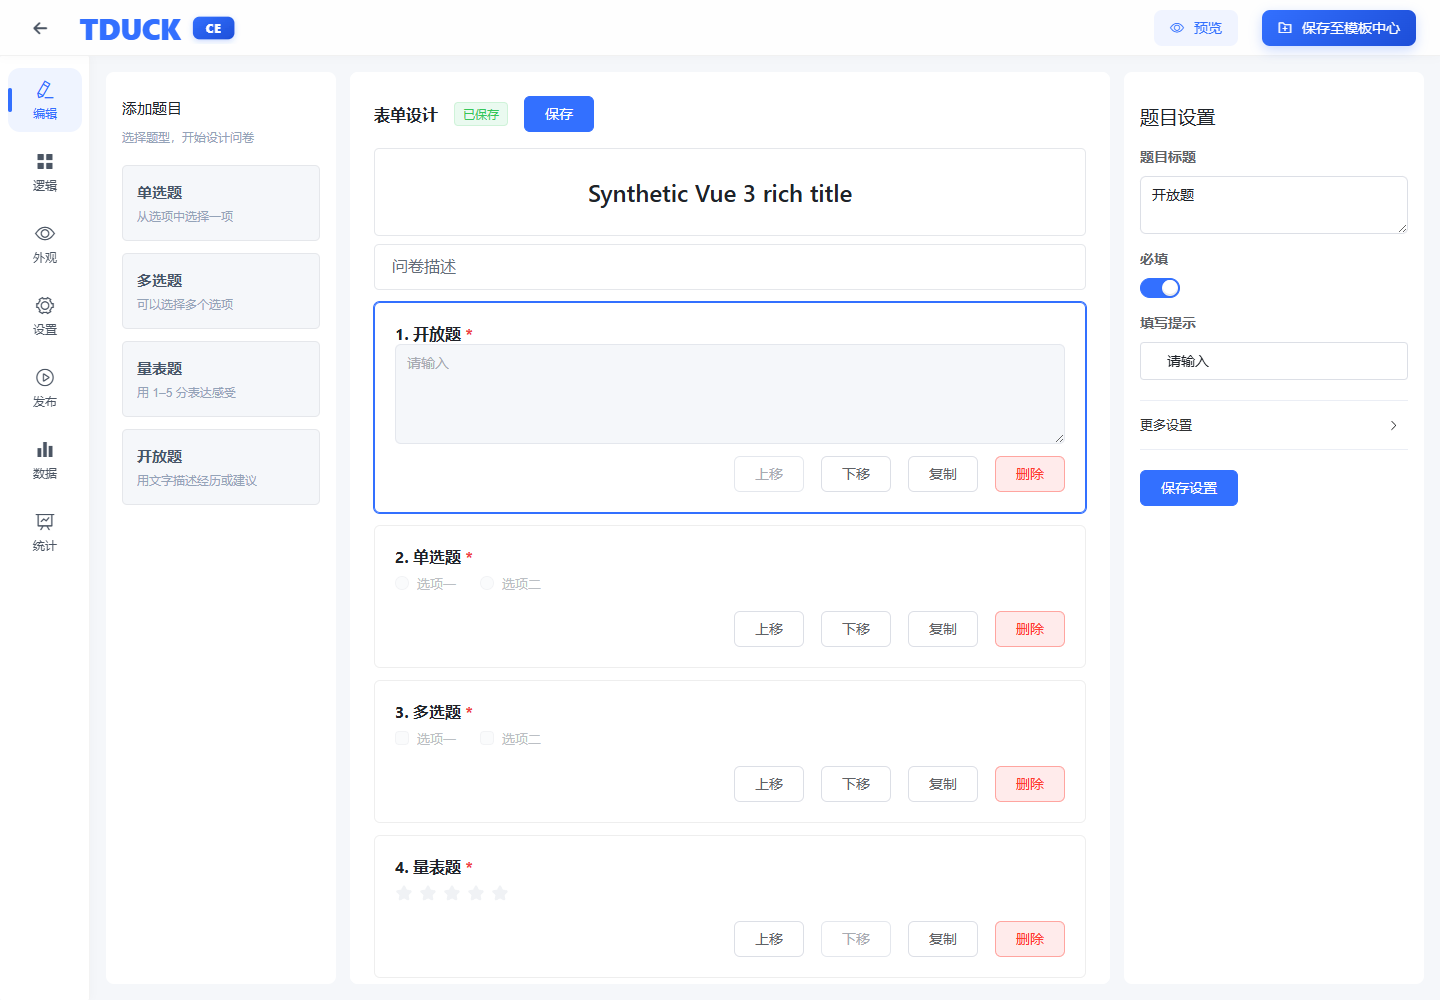 TDUCK CE
预览
保存至模板中心
编辑
逻辑
外观
设置
发布
数据
统计
添加题目
选择题型，开始设计问卷
单选题
从选项中选择一项
多选题
可以选择多个选项
量表题
用 1–5 分表达感受
开放题
用文字描述经历或建议
表单设计 已保存 保存
Synthetic Vue 3 rich title
问卷描述
1. 开放题 *
请输入
上移 下移 复制 删除
2. 单选题 *
选项一 选项二
上移 下移 复制 删除
3. 多选题 *
选项一 选项二
上移 下移 复制 删除
4. 量表题 *
上移 下移 复制 删除
题目设置
题目标题
开放题
必填
填写提示
请输入
更多设置
保存设置